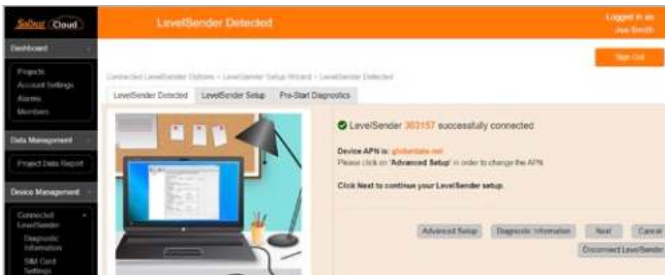 Solinst Cloud
LevelSender Detected
Logged in as
Joe Smith
Sign Out
Dashboard
Projects
Account Settings
Alarms
Members
Data Management
Project Data Report
Device Management
Connected LevelSender
Diagnostic Information
SIM Card Settings
Connected LevelSender Options > LevelSender Setup Wizard > LevelSender Detected
LevelSender Detected LevelSender Setup Pre-Start Diagnostics
LevelSender 303157 successfully connected
Device APN is: globaldata.net
Please click on 'Advanced Setup' in order to change the APN
Click Next to continue your LevelSender setup.
Advanced Setup Diagnostic Information Next Cancel
Disconnect LevelSender